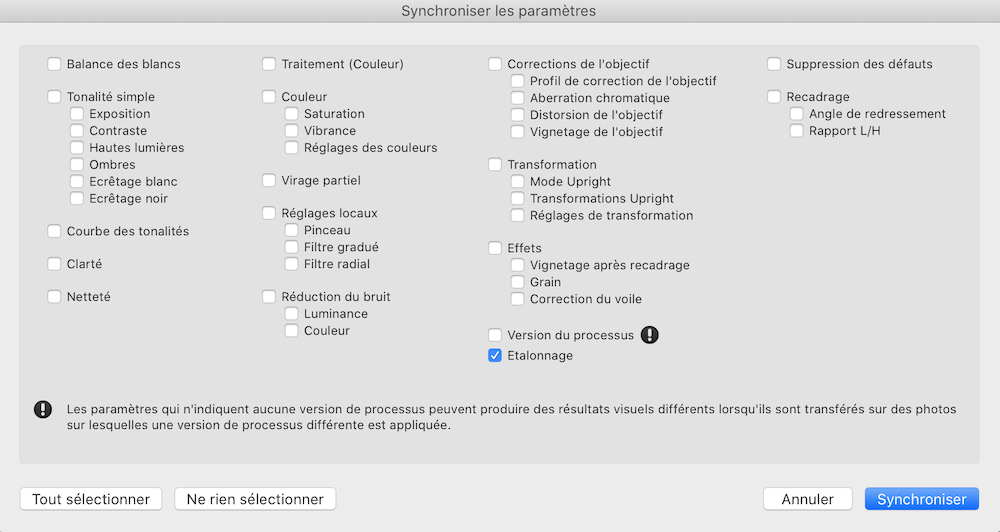 Synchroniser les paramètres
Balance des blancs
Tonalité simple
Exposition
Contraste
Hautes lumières
Ombres
Ecrêtage blanc
Ecrêtage noir
Courbe des tonalités
Clarté
Netteté
Traitement (Couleur)
Couleur
Saturation
Vibrance
Réglages des couleurs
Virage partiel
Réglages locaux
Pinceau
Filtre gradué
Filtre radial
Réduction du bruit
Luminance
Couleur
Corrections de l'objectif
Profil de correction de l'objectif
Aberration chromatique
Distorsion de l'objectif
Vignetage de l'objectif
Transformation
Mode Upright
Transformations Upright
Réglages de transformation
Effets
Vignetage après recadrage
Grain
Correction du voile
Version du processus
Etalonnage
Suppression des défauts
Recadrage
Angle de redressement
Rapport L/H
Les paramètres qui n'indiquent aucune version de processus peuvent produire des résultats visuels différents lorsqu'ils sont transférés sur des photos
sur lesquelles une version de processus différente est appliquée.
Tout sélectionner
Ne rien sélectionner
Annuler
Synchroniser